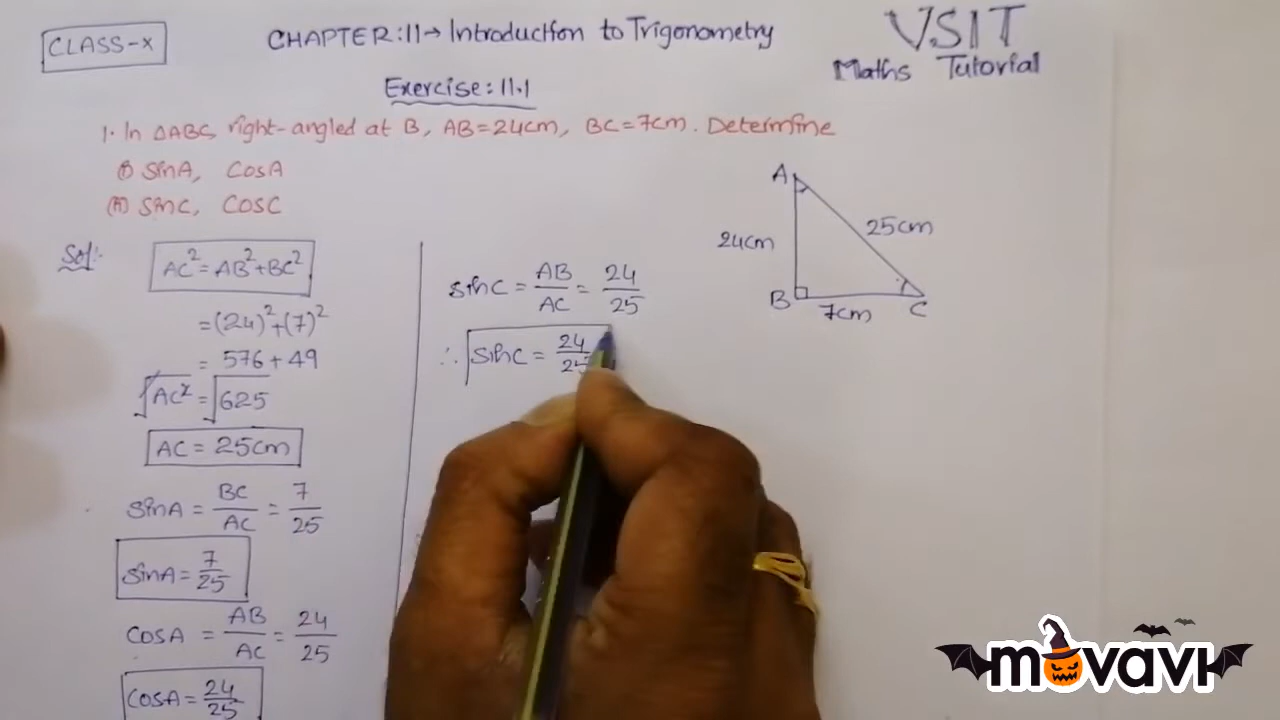 CLASS-X
CHAPTER:11→ Introduction to Trigonometry
VSIT
Maths Tutorial
Exercise:11.1
1. In △ABC, right-angled at B, AB=24cm, BC=7cm. Determine
(i) sinA, CosA
(ii) sinC, COSC
Sol:-
AC²=AB²+BC²
=(24)²+(7)²
= 576+49
√AC² = √625
AC = 25cm
sinA = BC/AC = 7/25
sinA = 7/25
COSA = AB/AC = 24/25
COSA = 24/25
sinC = AB/AC = 24/25
∴ sinC = 24/25
A
24cm
25cm
B
7cm
C
movavi